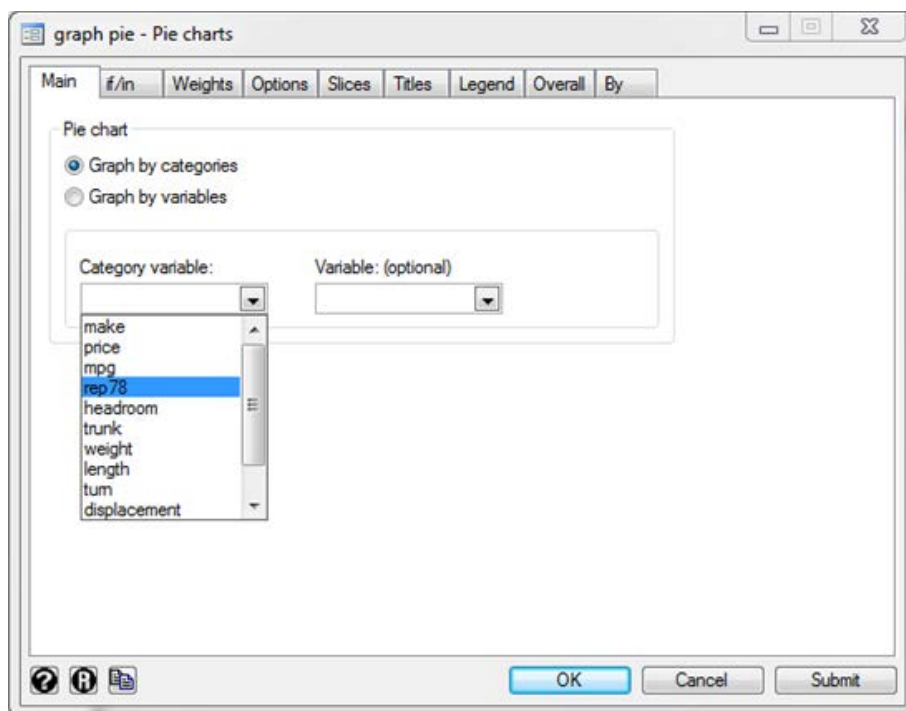 graph pie - Pie charts
Main if/in Weights Options Slices Titles Legend Overall By
Pie chart
Graph by categories
Graph by variables
Category variable: Variable: (optional)
make
price
mpg
rep78
headroom
trunk
weight
length
turn
displacement
OK Cancel Submit